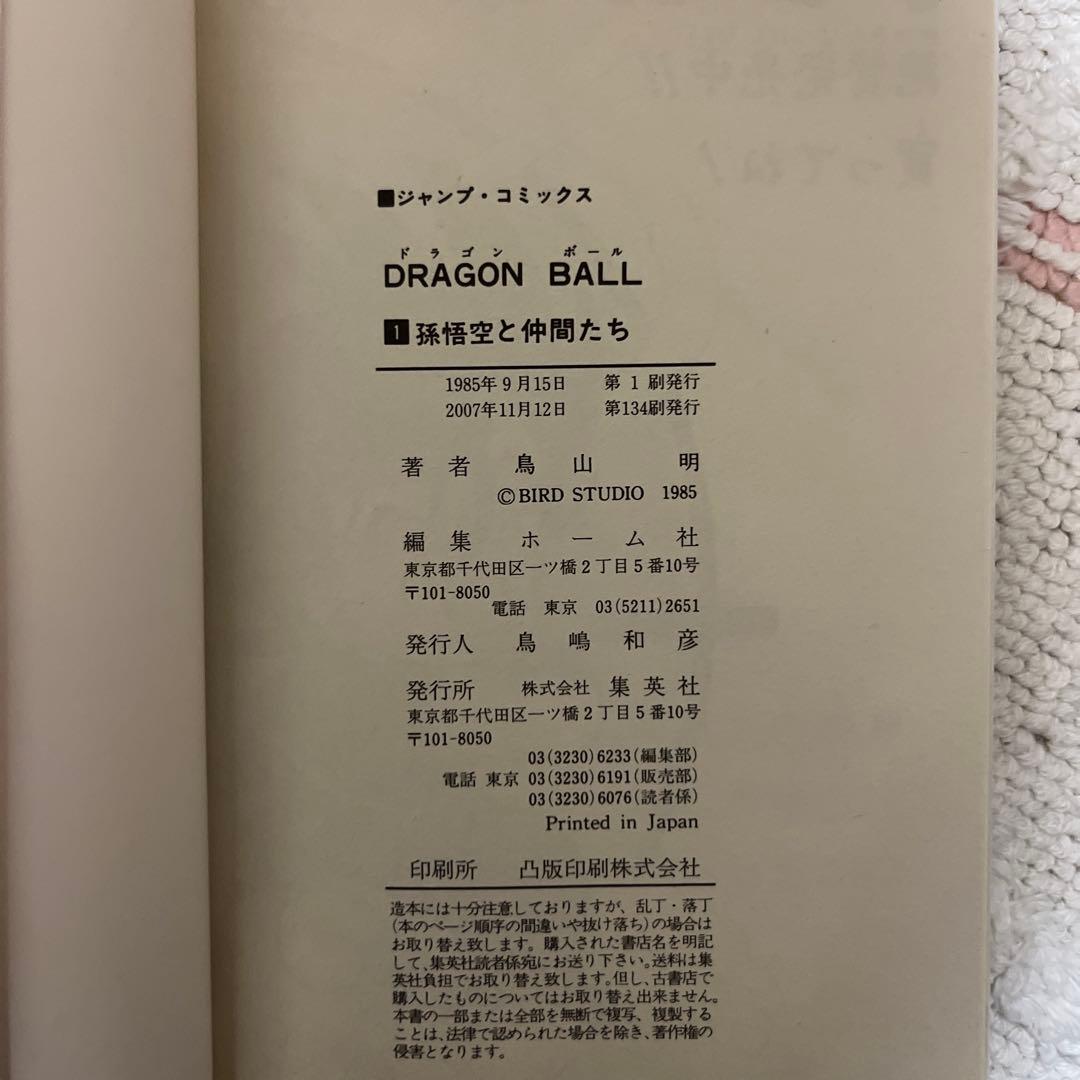 ■ジャンプ・コミックス
ドラゴン ボール
DRAGON BALL
1 孫悟空と仲間たち
1985年9月15日 第1刷発行
2007年11月12日 第134刷発行
著者 鳥山 明
©BIRD STUDIO 1985
編集 ホーム社
東京都千代田区一ツ橋2丁目5番10号
〒101-8050
電話 東京 03(5211)2651
発行人 鳥嶋和彦
発行所 株式会社 集英社
東京都千代田区一ツ橋2丁目5番10号
〒101-8050
03(3230)6233(編集部)
電話 東京 03(3230)6191(販売部)
03(3230)6076(読者係)
Printed in Japan
印刷所 凸版印刷株式会社
造本には十分注意しておりますが、乱丁・落丁
(本のページ順序の間違いや抜け落ち)の場合は
お取り替え致します。購入された書店名を明記
して、集英社読者係宛にお送り下さい。送料は集
英社負担でお取り替え致します。但し、古書店で
購入したものについてはお取り替え出来ません。
本書の一部または全部を無断で複写、複製する
ことは、法律で認められた場合を除き、著作権の
侵害となります。